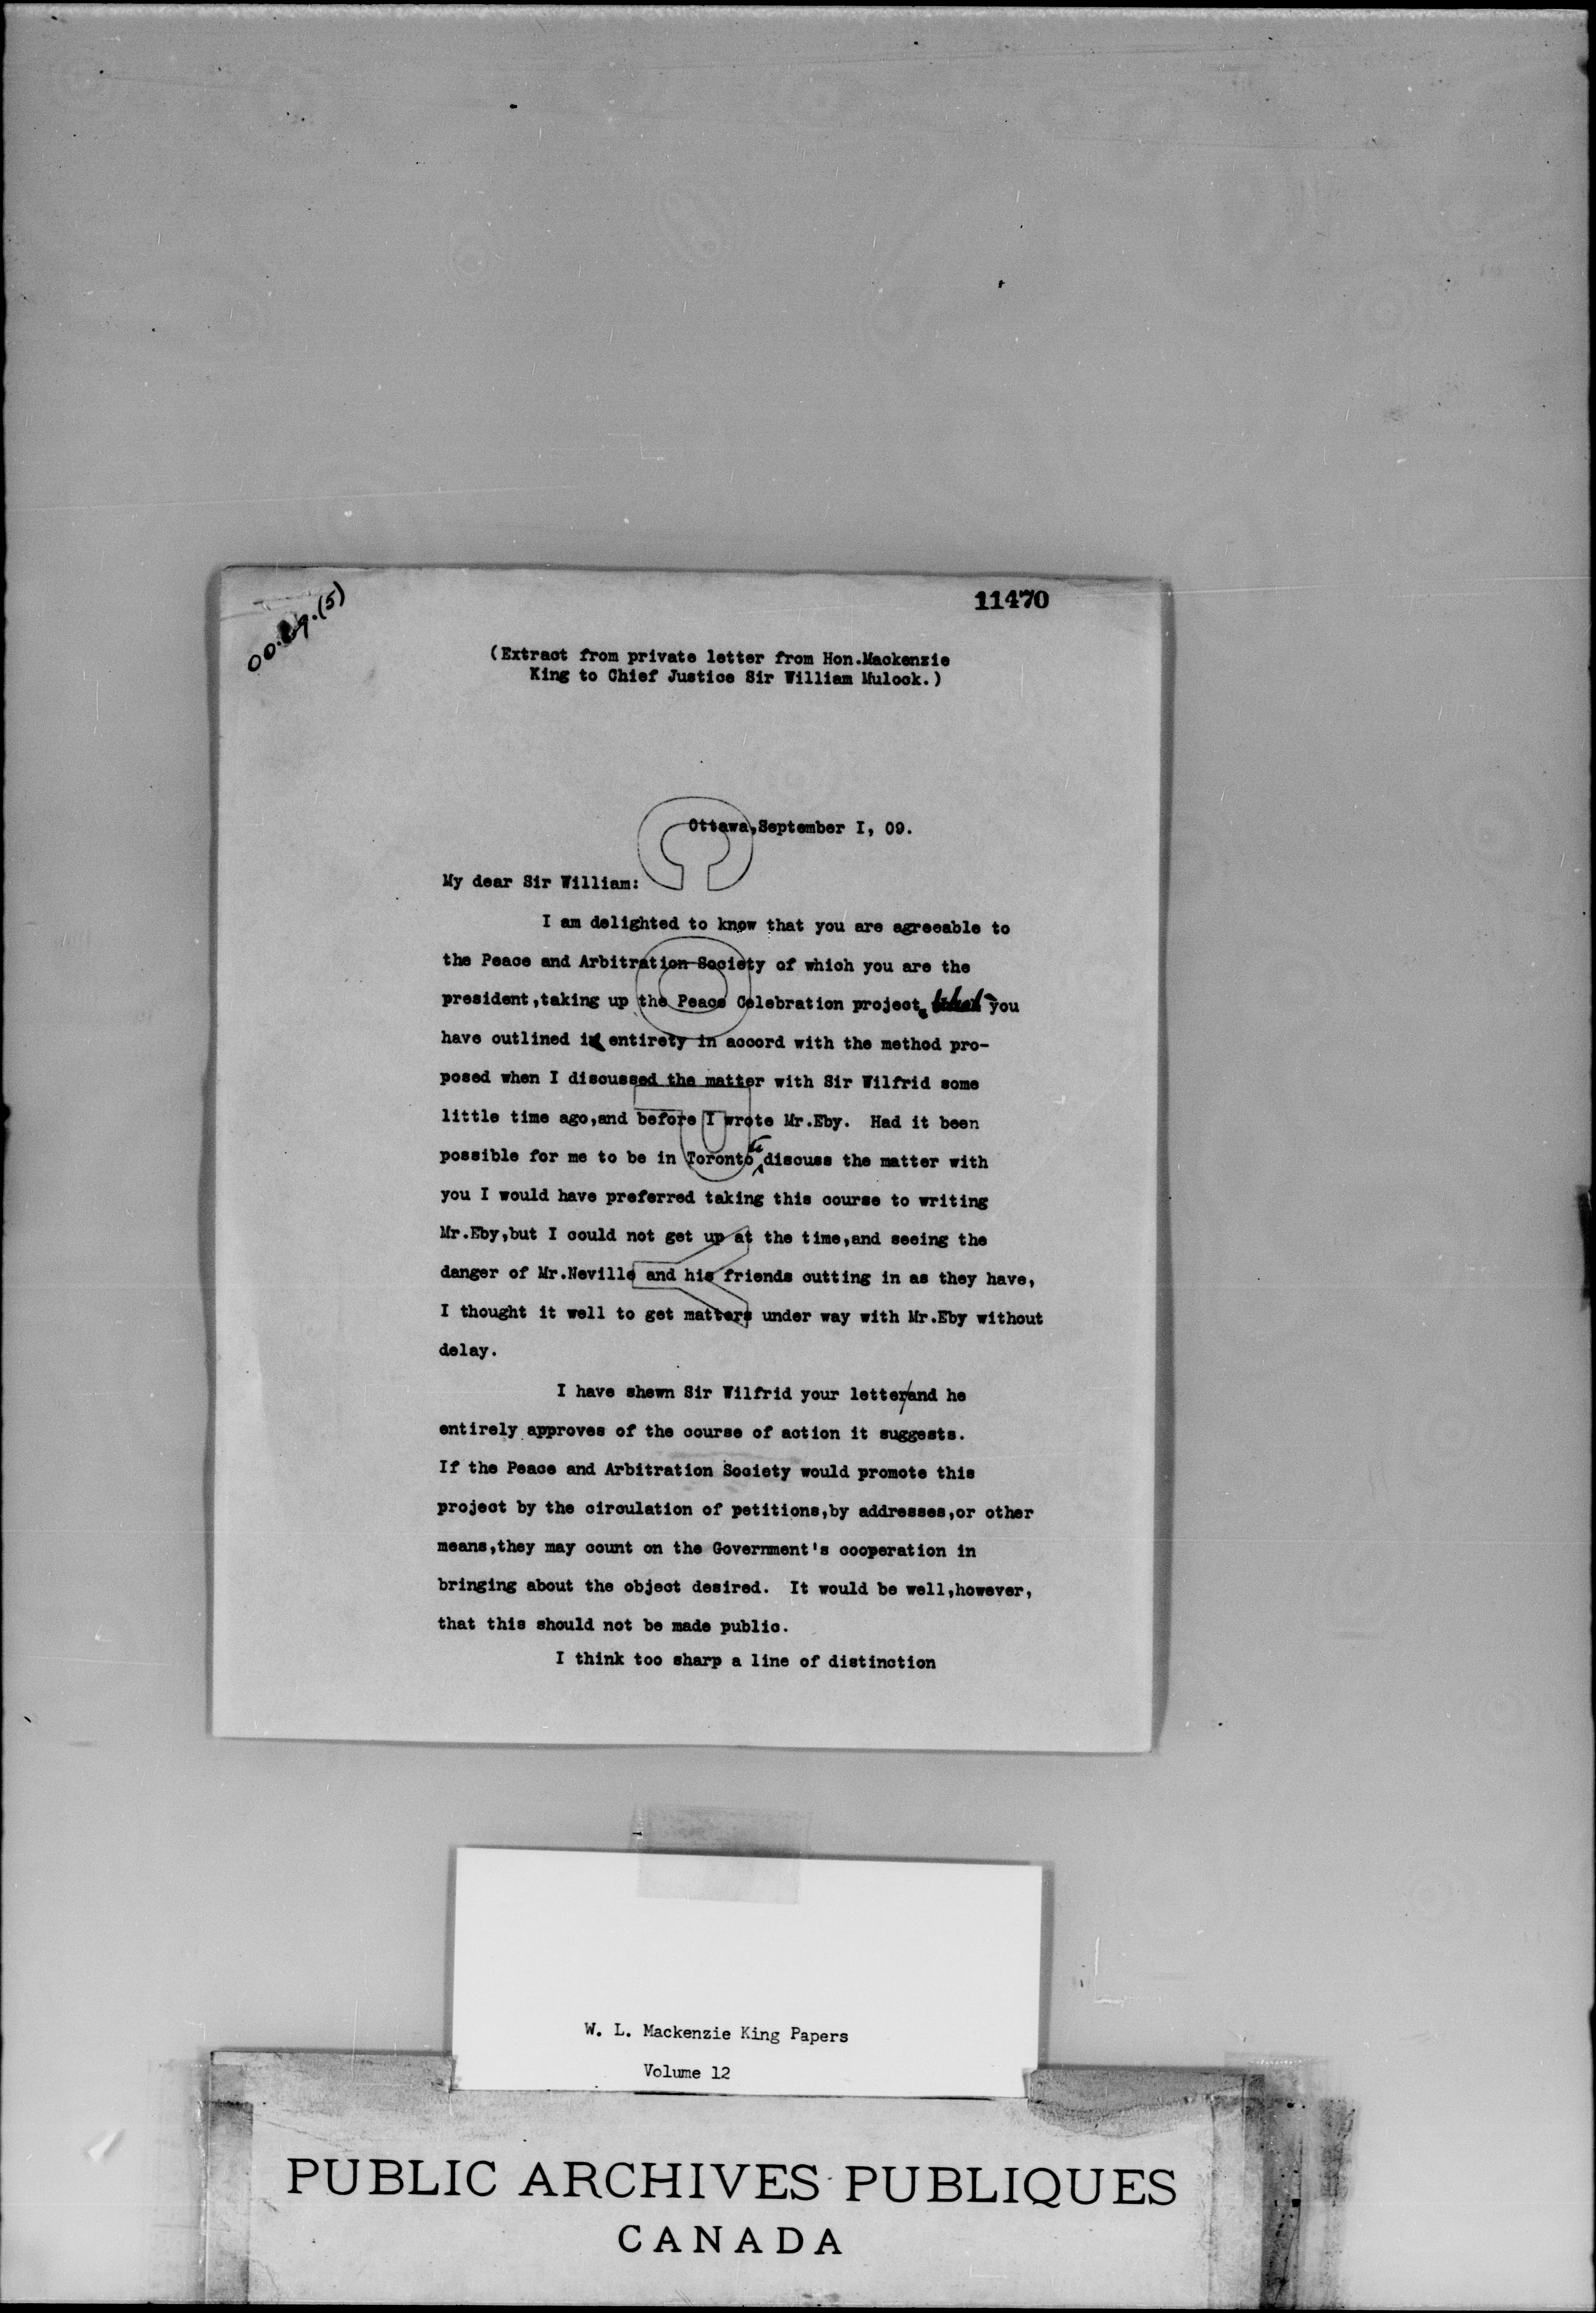 11470
(Extract from private letter from Hon.Mackenzie
King to Chief Justice Sir William Mulock.)
Ottawa,September I, 09.
My dear Sir William:
I am delighted to know that you are agreeable to
the Peace and Arbitration Society of which you are the
president,taking up the Peace Celebration project. What you
have outlined is entirety in accord with the method pro-
posed when I discussed the matter with Sir Wilfrid some
little time ago,and before I wrote Mr.Eby. Had it been
possible for me to be in Toronto to discuss the matter with
you I would have preferred taking this course to writing
Mr.Eby,but I could not get up at the time,and seeing the
danger of Mr.Neville and his friends cutting in as they have,
I thought it well to get matters under way with Mr.Eby without
delay.
I have shewn Sir Wilfrid your letter/and he
entirely approves of the course of action it suggests.
If the Peace and Arbitration Society would promote this
project by the circulation of petitions,by addresses,or other
means,they may count on the Government's cooperation in
bringing about the object desired. It would be well,however,
that this should not be made public.
I think too sharp a line of distinction
W. L. Mackenzie King Papers
Volume 12
PUBLIC ARCHIVES PUBLIQUES
CANADA